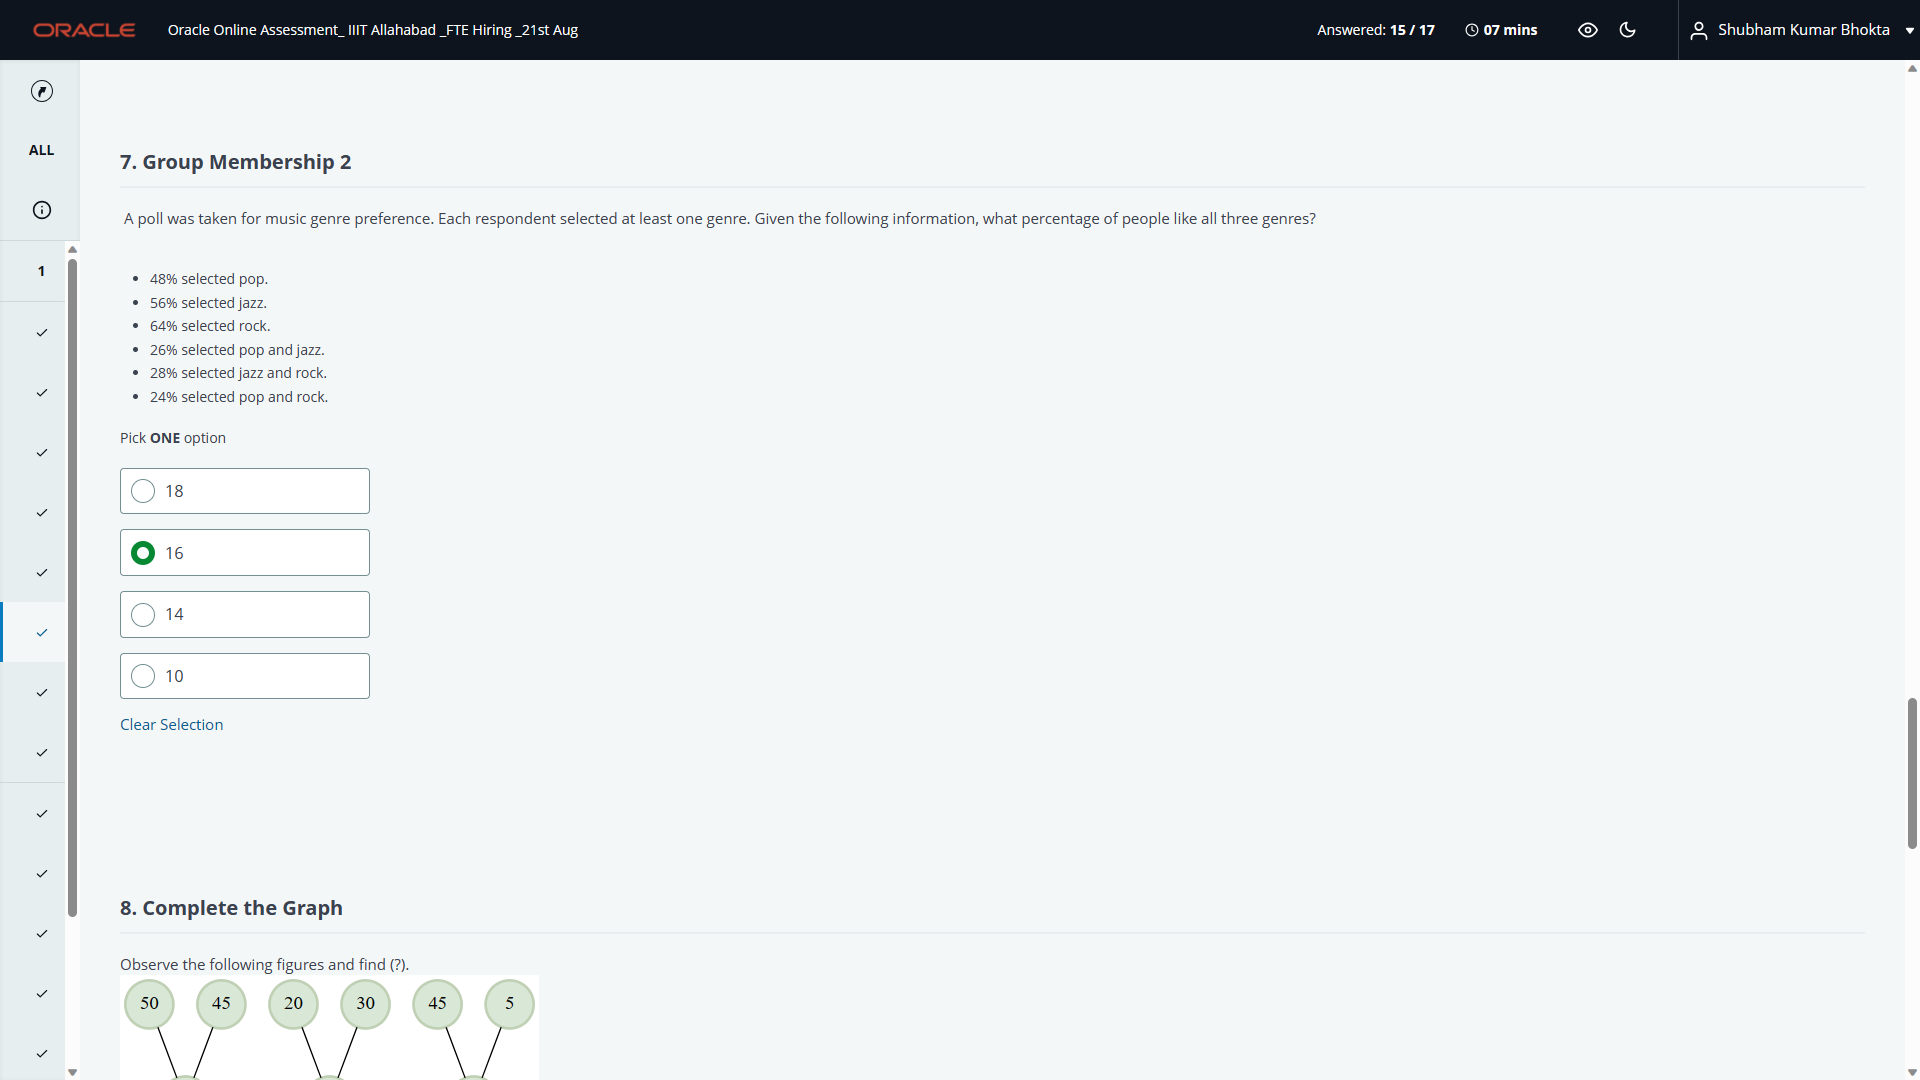 ORACLE
Oracle Online Assessment_ IIIT Allahabad _FTE Hiring _21st Aug
Answered: 15 / 17
07 mins
Shubham Kumar Bhokta
ALL
1
7. Group Membership 2
A poll was taken for music genre preference. Each respondent selected at least one genre. Given the following information, what percentage of people like all three genres?
• 48% selected pop.
• 56% selected jazz.
• 64% selected rock.
• 26% selected pop and jazz.
• 28% selected jazz and rock.
• 24% selected pop and rock.
Pick ONE option
18
16
14
10
Clear Selection
8. Complete the Graph
Observe the following figures and find (?).
50 45 20 30 45 5